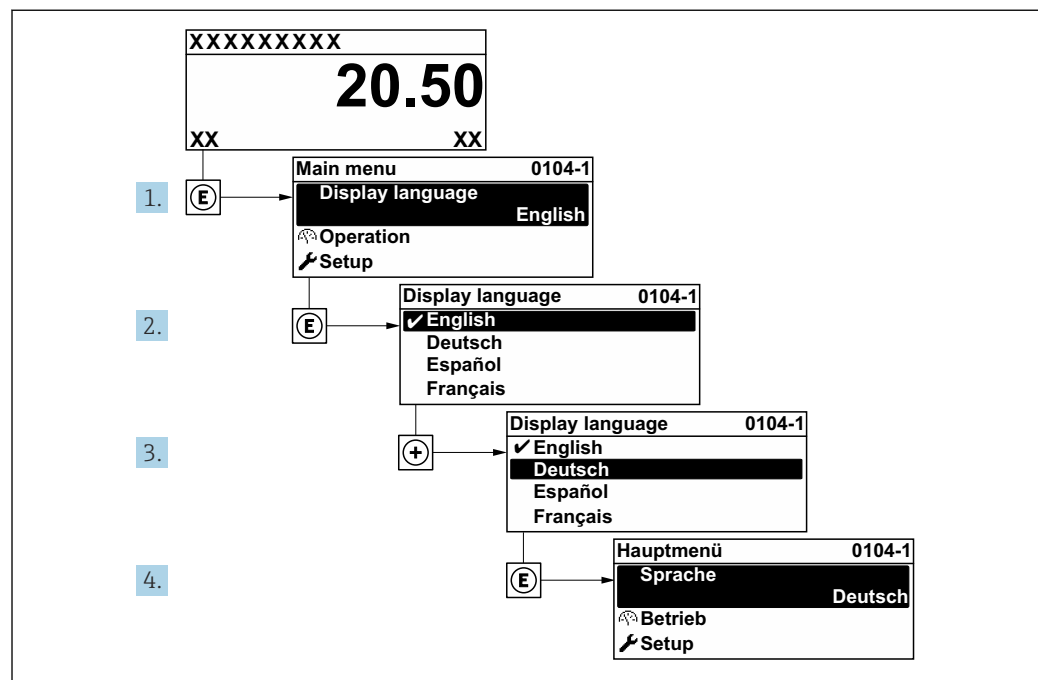 XXXXXXXXX
20.50
XX XX
1. E
Main menu 0104-1
Display language
English
Operation
Setup
2. E
Display language 0104-1
✔ English
Deutsch
Español
Français
3. +
Display language 0104-1
✔ English
Deutsch
Español
Français
4. E
Hauptmenü 0104-1
Sprache
Deutsch
Betrieb
Setup